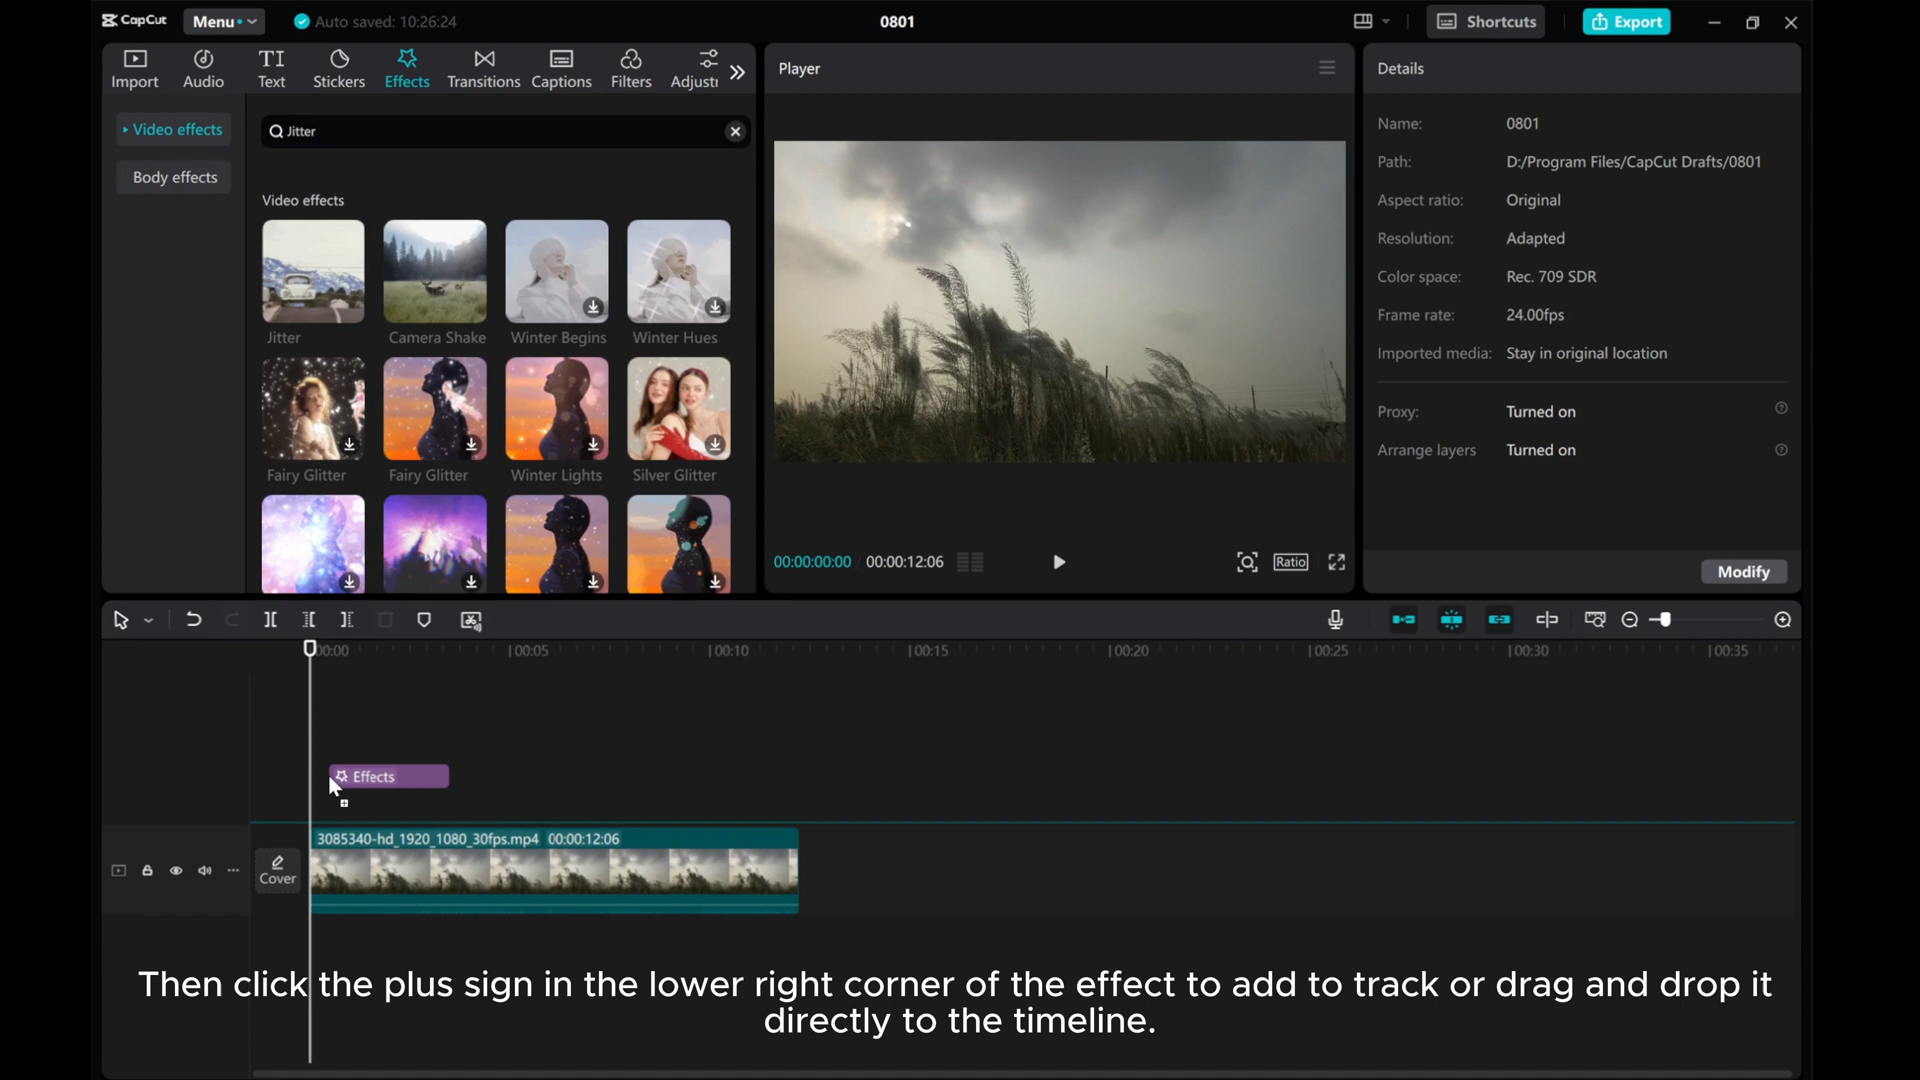 CapCut
Menu
Auto saved: 10:26:24
0801
Shortcuts
Export
Import
Audio
TI
Text
Stickers
Effects
Transitions
Captions
Filters
Adjustr
Video effects
Body effects
Jitter
Video effects
Jitter
Camera Shake
Winter Begins
Winter Hues
Fairy Glitter
Fairy Glitter
Winter Lights
Silver Glitter
Player
00:00:00:00
00:00:12:06
Ratio
Details
Name: 0801
Path: D:/Program Files/CapCut Drafts/0801
Aspect ratio: Original
Resolution: Adapted
Color space: Rec. 709 SDR
Frame rate: 24.00fps
Imported media: Stay in original location
Proxy: Turned on
Arrange layers Turned on
Modify
00:00 00:05 00:10 00:15 00:20 00:25 00:30 00:35
Effects
3085340-hd_1920_1080_30fps.mp4 00:00:12:06
Cover
Then click the plus sign in the lower right corner of the effect to add to track or drag and drop it
directly to the timeline.